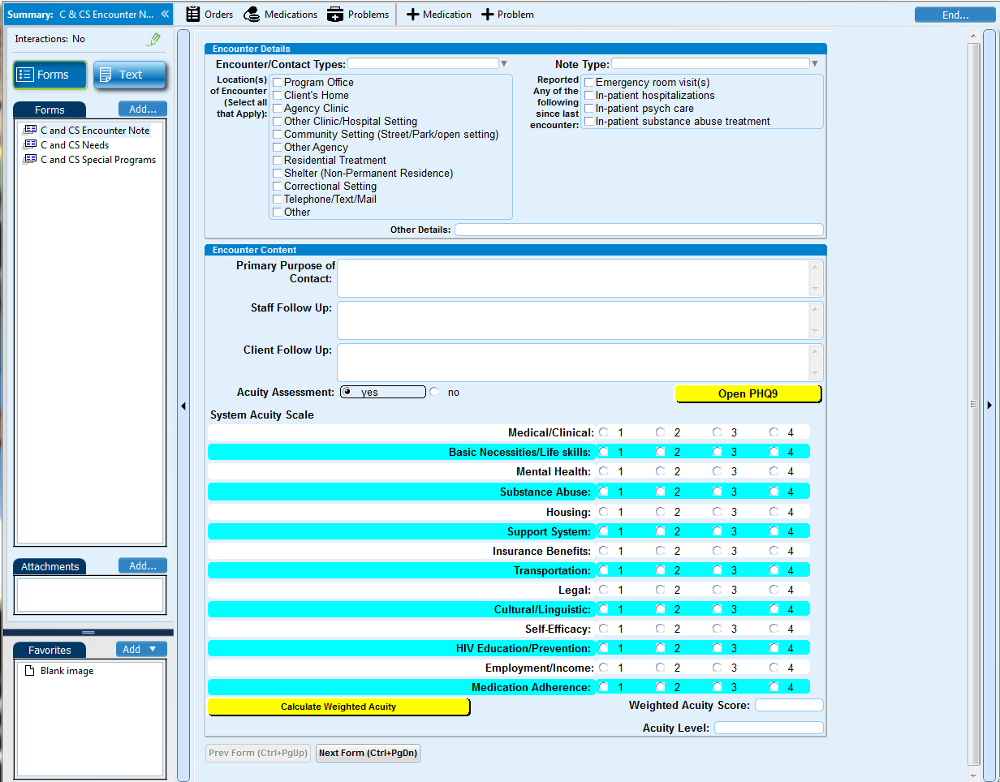 Summary: C & CS Encounter N... «
Orders Medications Problems + Medication + Problem End...
Interactions: No
Forms Text
Forms Add...
C and CS Encounter Note
C and CS Needs
C and CS Special Programs
Attachments Add...
Favorites Add
Blank image
Encounter Details
Encounter/Contact Types:
Note Type:
Location(s)
of Encounter
(Select all
that Apply):
Program Office
Client's Home
Agency Clinic
Other Clinic/Hospital Setting
Community Setting (Street/Park/open setting)
Other Agency
Residential Treatment
Shelter (Non-Permanent Residence)
Correctional Setting
Telephone/Text/Mail
Other
Reported
Any of the
following
since last
encounter:
Emergency room visit(s)
In-patient hospitalizations
In-patient psych care
In-patient substance abuse treatment
Other Details:
Encounter Content
Primary Purpose of
Contact:
Staff Follow Up:
Client Follow Up:
Acuity Assessment: yes no
Open PHQ9
System Acuity Scale
Medical/Clinical: 1 2 3 4
Basic Necessities/Life skills: 1 2 3 4
Mental Health: 1 2 3 4
Substance Abuse: 1 2 3 4
Housing: 1 2 3 4
Support System: 1 2 3 4
Insurance Benefits: 1 2 3 4
Transportation: 1 2 3 4
Legal: 1 2 3 4
Cultural/Linguistic: 1 2 3 4
Self-Efficacy: 1 2 3 4
HIV Education/Prevention: 1 2 3 4
Employment/Income: 1 2 3 4
Medication Adherence: 1 2 3 4
Calculate Weighted Acuity
Weighted Acuity Score:
Acuity Level:
Prev Form (Ctrl+PgUp) Next Form (Ctrl+PgDn)